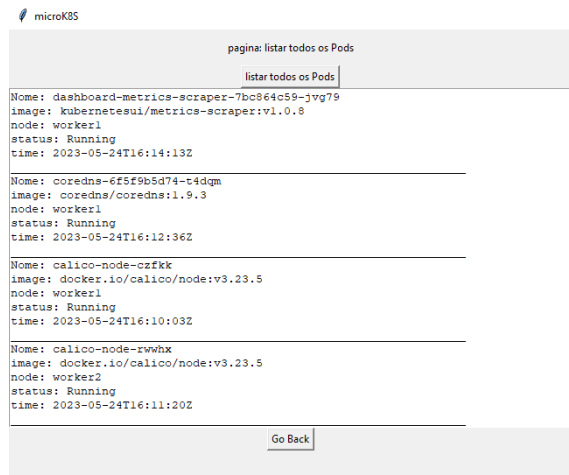 microK8S
pagina: listar todos os Pods
listar todos os Pods
Nome: dashboard-metrics-scraper-7bc864c59-jvg79
image: kubernetesui/metrics-scraper:v1.0.8
node: worker1
status: Running
time: 2023-05-24T16:14:13Z
Nome: coredns-6f5f9b5d74-t4dqm
image: coredns/coredns:1.9.3
node: worker1
status: Running
time: 2023-05-24T16:12:36Z
Nome: calico-node-czfkk
image: docker.io/calico/node:v3.23.5
node: worker1
status: Running
time: 2023-05-24T16:10:03Z
Nome: calico-node-rwwhx
image: docker.io/calico/node:v3.23.5
node: worker2
status: Running
time: 2023-05-24T16:11:20Z
Go Back